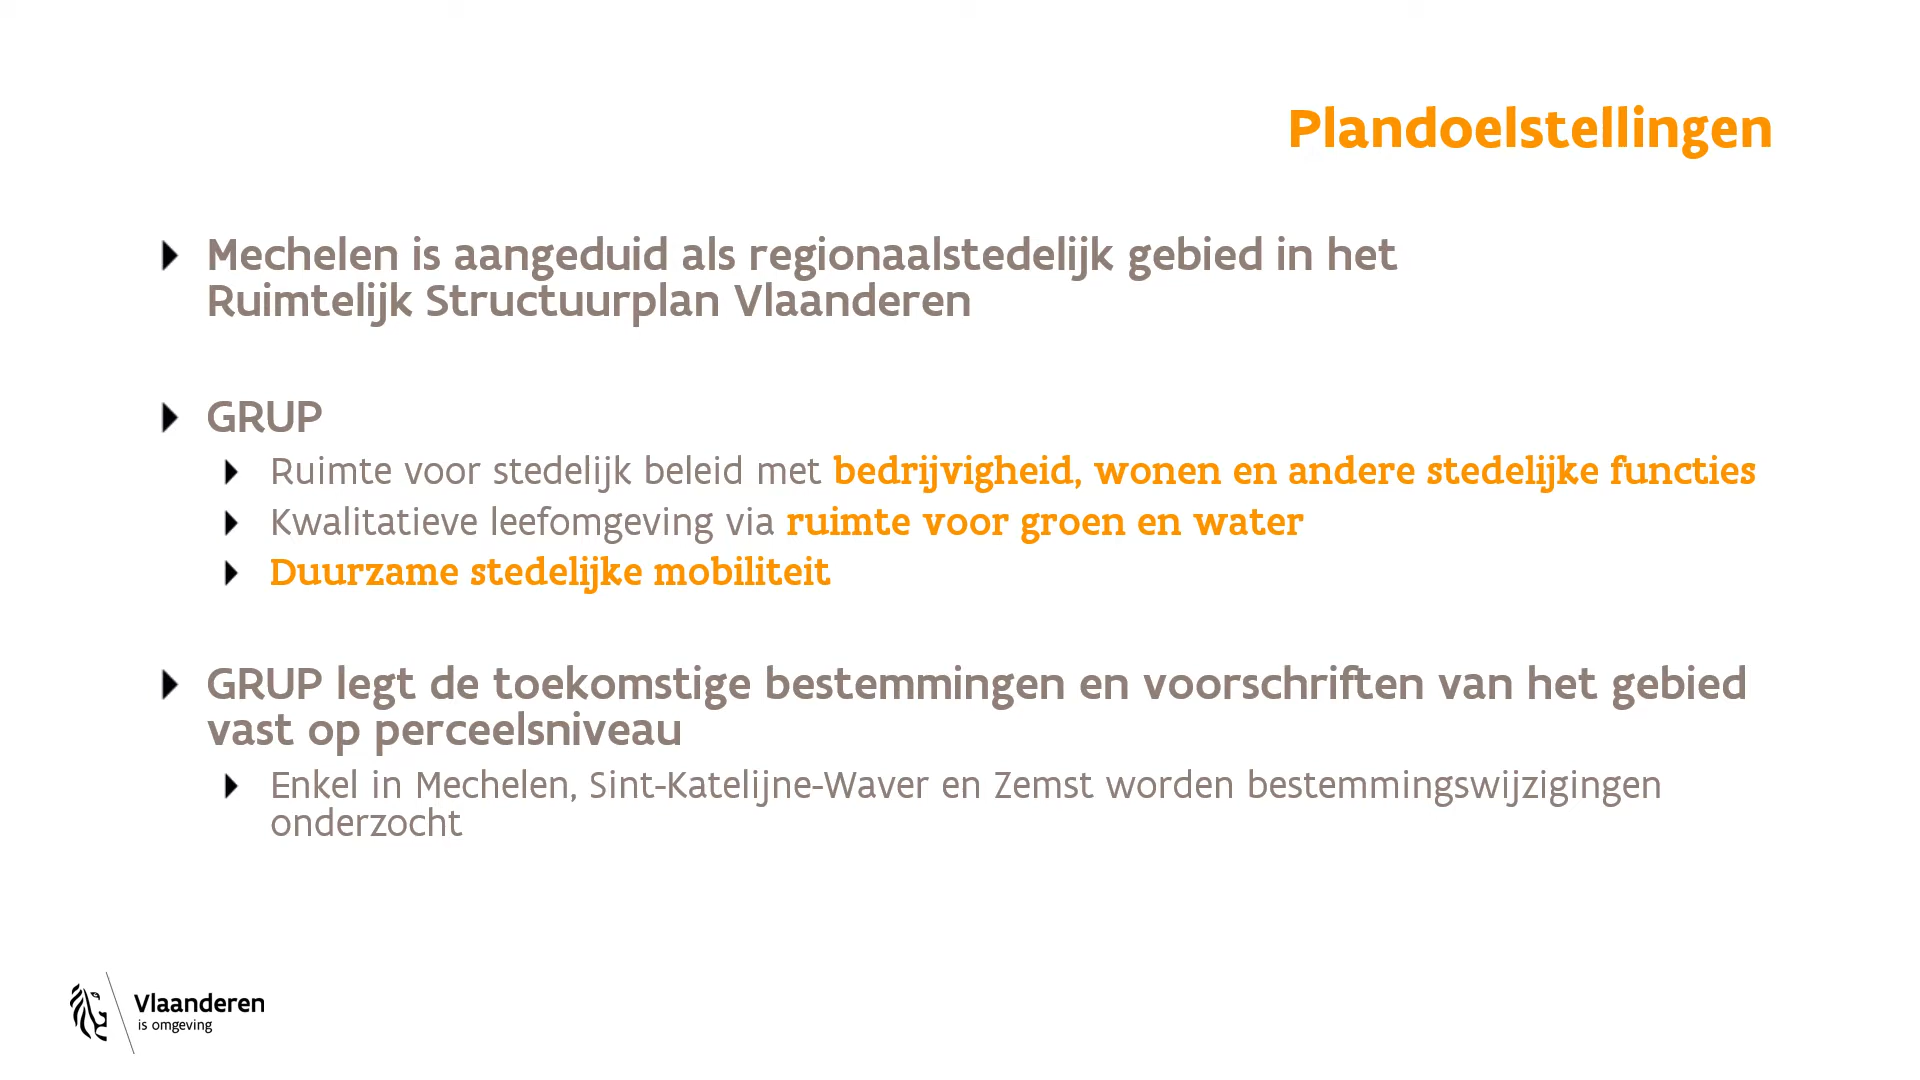 Plandoelstellingen
Mechelen is aangeduid als regionaalstedelijk gebied in het
Ruimtelijk Structuurplan Vlaanderen
GRUP
Ruimte voor stedelijk beleid met bedrijvigheid, wonen en andere stedelijke functies
Kwalitatieve leefomgeving via ruimte voor groen en water
Duurzame stedelijke mobiliteit
GRUP legt de toekomstige bestemmingen en voorschriften van het gebied
vast op perceelsniveau
Enkel in Mechelen, Sint-Katelijne-Waver en Zemst worden bestemmingswijzigingen
onderzocht
Vlaanderen
is omgeving